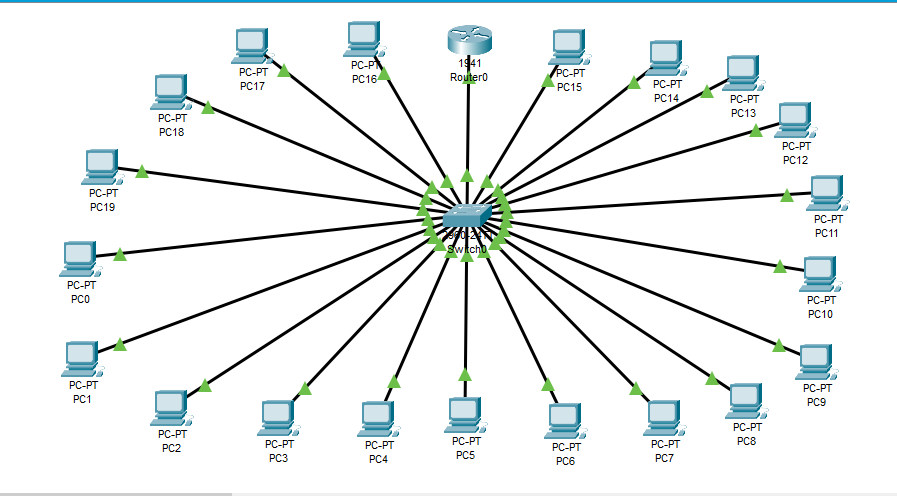 PC-PT
PC17
PC-PT
PC16
1941
Router0
PC-PT
PC15
PC-PT
PC14
PC-PT
PC13
PC-PT
PC18
PC-PT
PC12
PC-PT
PC19
PC-PT
PC11
Switch0
PC-PT
PC0
PC-PT
PC10
PC-PT
PC1
PC-PT
PC9
PC-PT
PC2
PC-PT
PC3
PC-PT
PC4
PC-PT
PC5
PC-PT
PC6
PC-PT
PC7
PC-PT
PC8